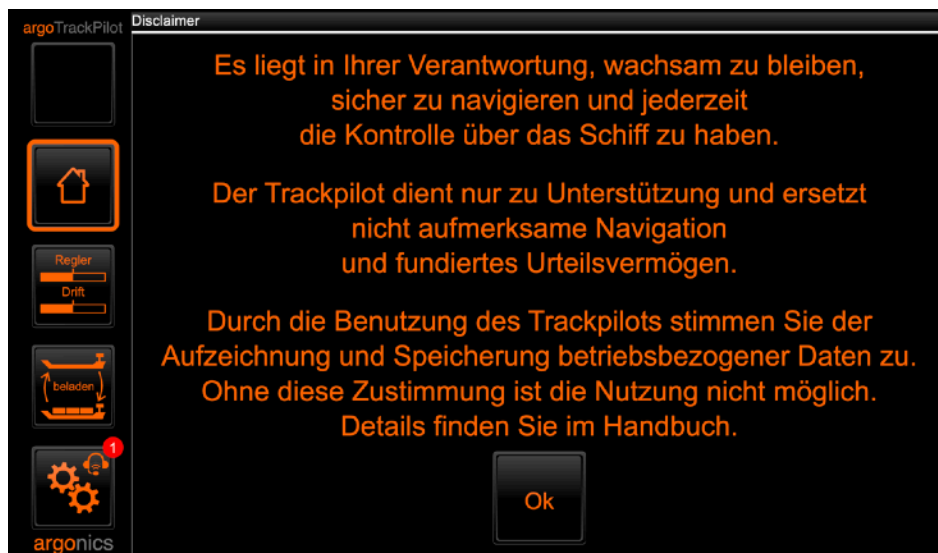 argoTrackPilot
Disclaimer
Es liegt in Ihrer Verantwortung, wachsam zu bleiben,
sicher zu navigieren und jederzeit
die Kontrolle über das Schiff zu haben.
Der Trackpilot dient nur zu Unterstützung und ersetzt
nicht aufmerksame Navigation
und fundiertes Urteilsvermögen.
Durch die Benutzung des Trackpilots stimmen Sie der
Aufzeichnung und Speicherung betriebsbezogener Daten zu.
Ohne diese Zustimmung ist die Nutzung nicht möglich.
Details finden Sie im Handbuch.
Ok
Regler
Drift
beladen
1
argonics